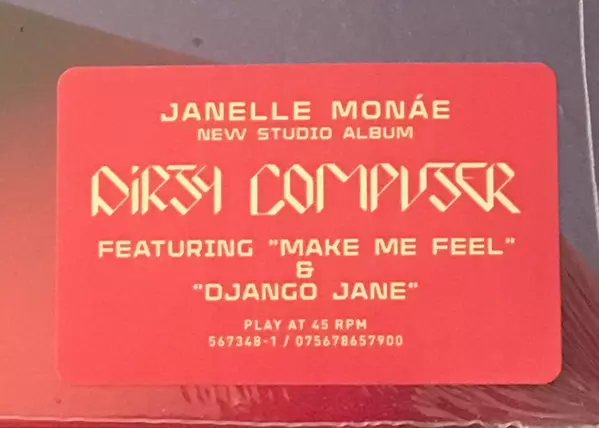 JANELLE MONÁE
NEW STUDIO ALBUM
DIRTY COMPUTER
FEATURING "MAKE ME FEEL"
&
"DJANGO JANE"
PLAY AT 45 RPM
567348-1 / 075678657900